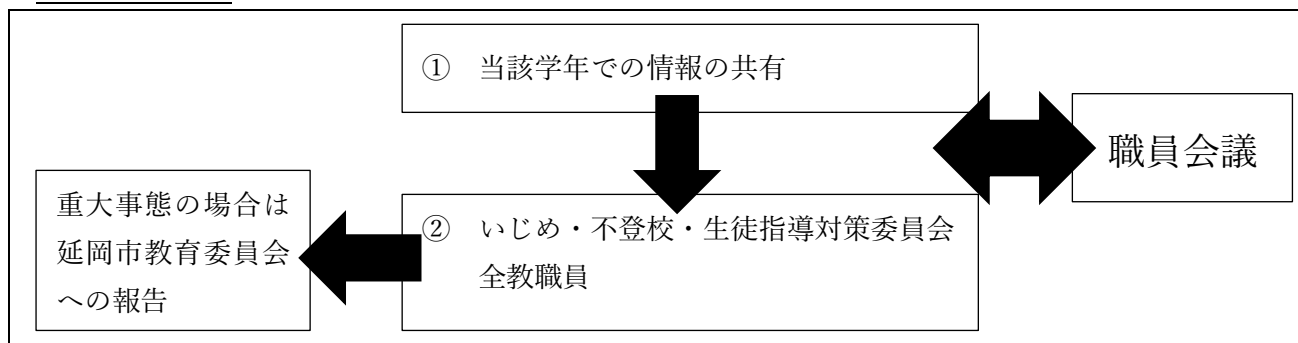 ① 当該学年での情報の共有
職員会議
重大事態の場合は
延岡市教育委員会
への報告
② いじめ・不登校・生徒指導対策委員会
全教職員